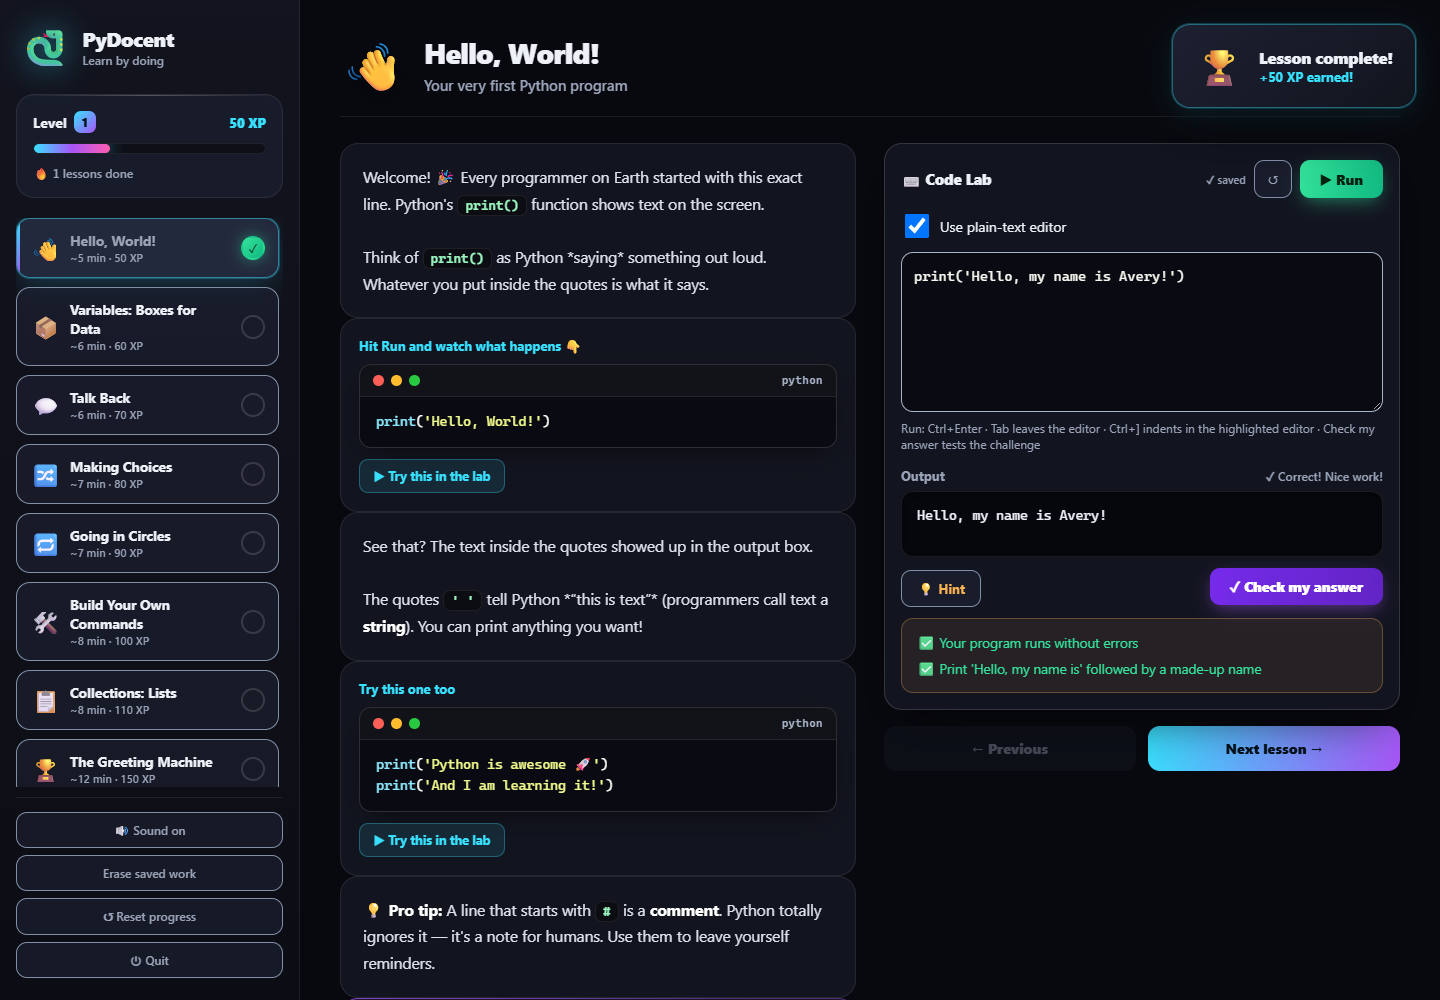 PyDocent
Learn by doing
Level 1 50 XP
1 lessons done
Hello, World!
~5 min · 50 XP
Variables: Boxes for
Data
~6 min · 60 XP
Talk Back
~6 min · 70 XP
Making Choices
~7 min · 80 XP
Going in Circles
~7 min · 90 XP
Build Your Own
Commands
~8 min · 100 XP
Collections: Lists
~8 min · 110 XP
The Greeting Machine
~12 min · 150 XP
Sound on
Erase saved work
↺ Reset progress
⏻ Quit
Hello, World!
Your very first Python program
Lesson complete!
+50 XP earned!
Welcome! 🎉 Every programmer on Earth started with this exact
line. Python's print() function shows text on the screen.
Think of print() as Python *saying* something out loud.
Whatever you put inside the quotes is what it says.
Hit Run and watch what happens 👇
python
print('Hello, World!')
▶ Try this in the lab
See that? The text inside the quotes showed up in the output box.
The quotes ' ' tell Python *"this is text"* (programmers call text a
string). You can print anything you want!
Try this one too
python
print('Python is awesome 🚀')
print('And I am learning it!')
▶ Try this in the lab
💡 Pro tip: A line that starts with # is a comment. Python totally
ignores it — it's a note for humans. Use them to leave yourself
reminders.
Code Lab
✓ saved
↺
▶ Run
Use plain-text editor
print('Hello, my name is Avery!')
Run: Ctrl+Enter · Tab leaves the editor · Ctrl+] indents in the highlighted editor · Check my
answer tests the challenge
Output
✓ Correct! Nice work!
Hello, my name is Avery!
💡 Hint
✓ Check my answer
✅ Your program runs without errors
✅ Print 'Hello, my name is' followed by a made-up name
← Previous
Next lesson →